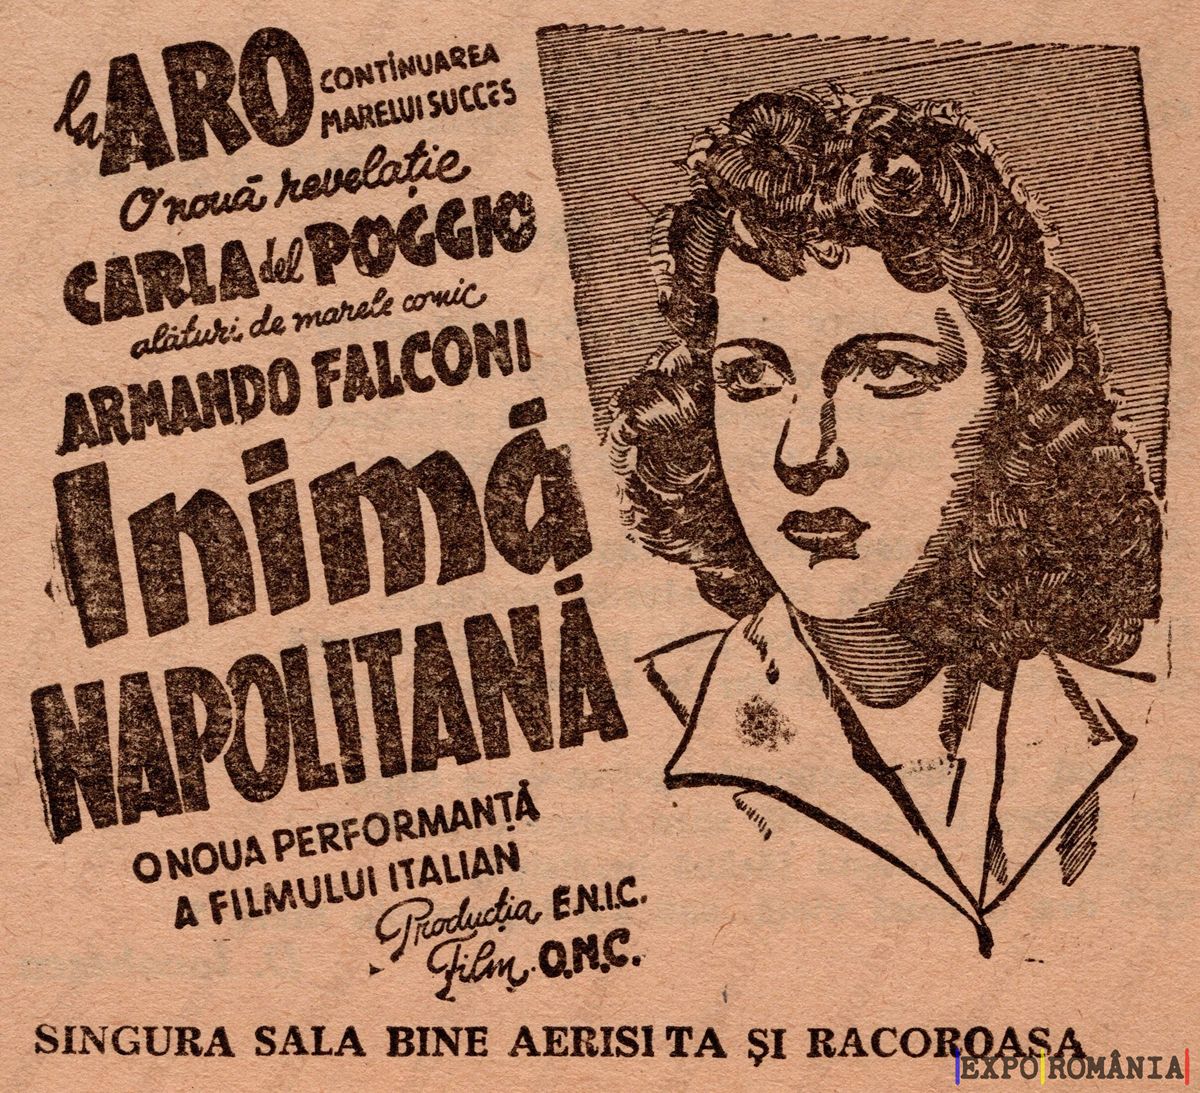 la ARO CONTINUAREA
MARELUI SUCCES
O nouă revelație
CARLA del POGGIO
alături de marele comic
ARMANDO FALCONI
Inimă
NAPOLITANĂ
O NOUA PERFORMANȚĂ
A FILMULUI ITALIAN
Producția E.N.I.C.
Film O.N.C.
SINGURA SALA BINE AERISITA ȘI RACOROASA
EXPO ROMÂNIA